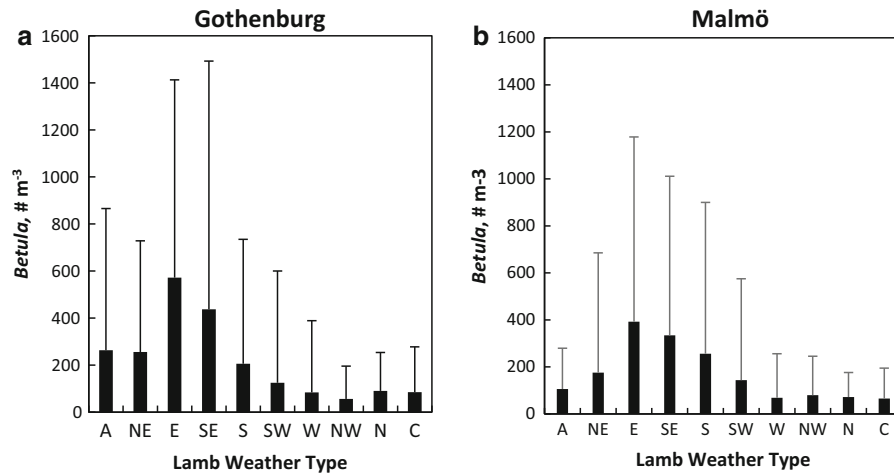 Gothenburg
a
1600
1400
1200
1000
800
600
400
200
0
Betula, # m⁻³
A NE E SE S SW W NW N C
Lamb Weather Type
Malmö
b
1600
1400
1200
1000
800
600
400
200
0
Betula, # m-3
A NE E SE S SW W NW N C
Lamb Weather Type